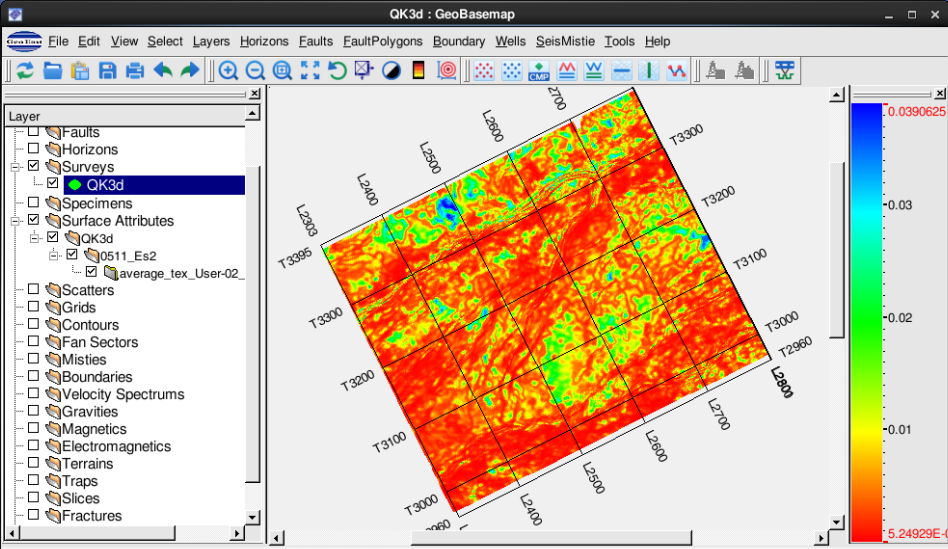 QK3d : GeoBasemap
Geo East
File Edit View Select Layers Horizons Faults FaultPolygons Boundary Wells SeisMistie Tools Help
CMP
Layer
Faults
Horizons
Surveys
QK3d
Specimens
Surface Attributes
QK3d
0511_Es2
average_tex_User-02_
Scatters
Grids
Contours
Fan Sectors
Misties
Boundaries
Velocity Spectrums
Gravities
Magnetics
Electromagnetics
Terrains
Traps
Slices
Fractures
L2303
L2400
L2500
L2600
2700
T3395
T3300
T3200
T3100
T3000
2960
T3300
T3200
T3100
T3000
T2960
L2800
L2700
L2600
L2500
L2400
L
0.0390625
0.03
0.02
0.01
5.24929E-